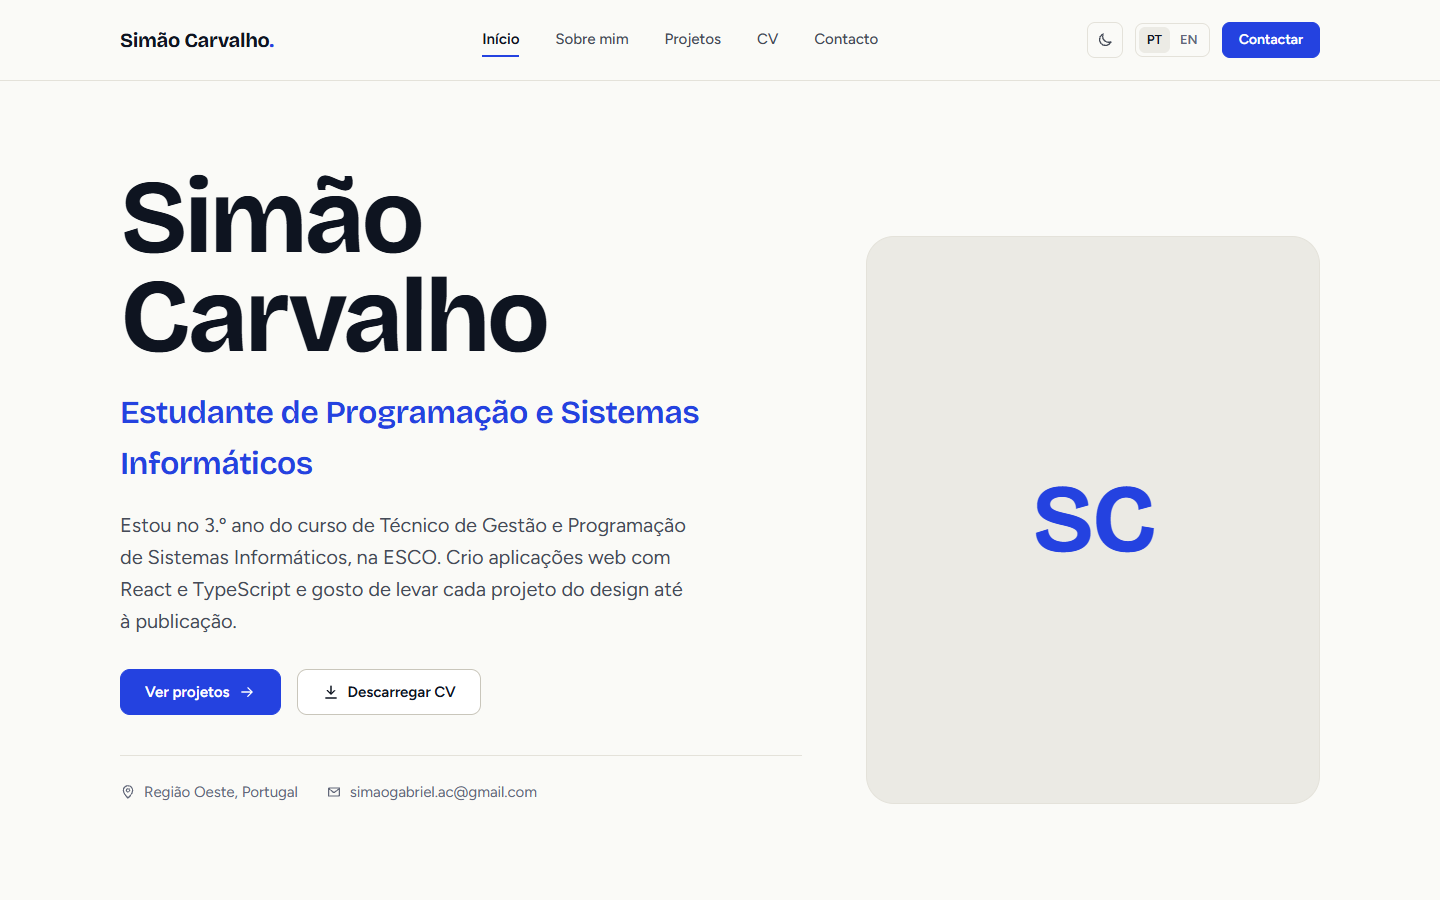 Simão Carvalho.
Início
Sobre mim
Projetos
CV
Contacto
PT
EN
Contactar
Simão
Carvalho
Estudante de Programação e Sistemas
Informáticos
Estou no 3.º ano do curso de Técnico de Gestão e Programação
de Sistemas Informáticos, na ESCO. Crio aplicações web com
React e TypeScript e gosto de levar cada projeto do design até
à publicação.
Ver projetos
Descarregar CV
Região Oeste, Portugal
simaogabriel.ac@gmail.com
SC